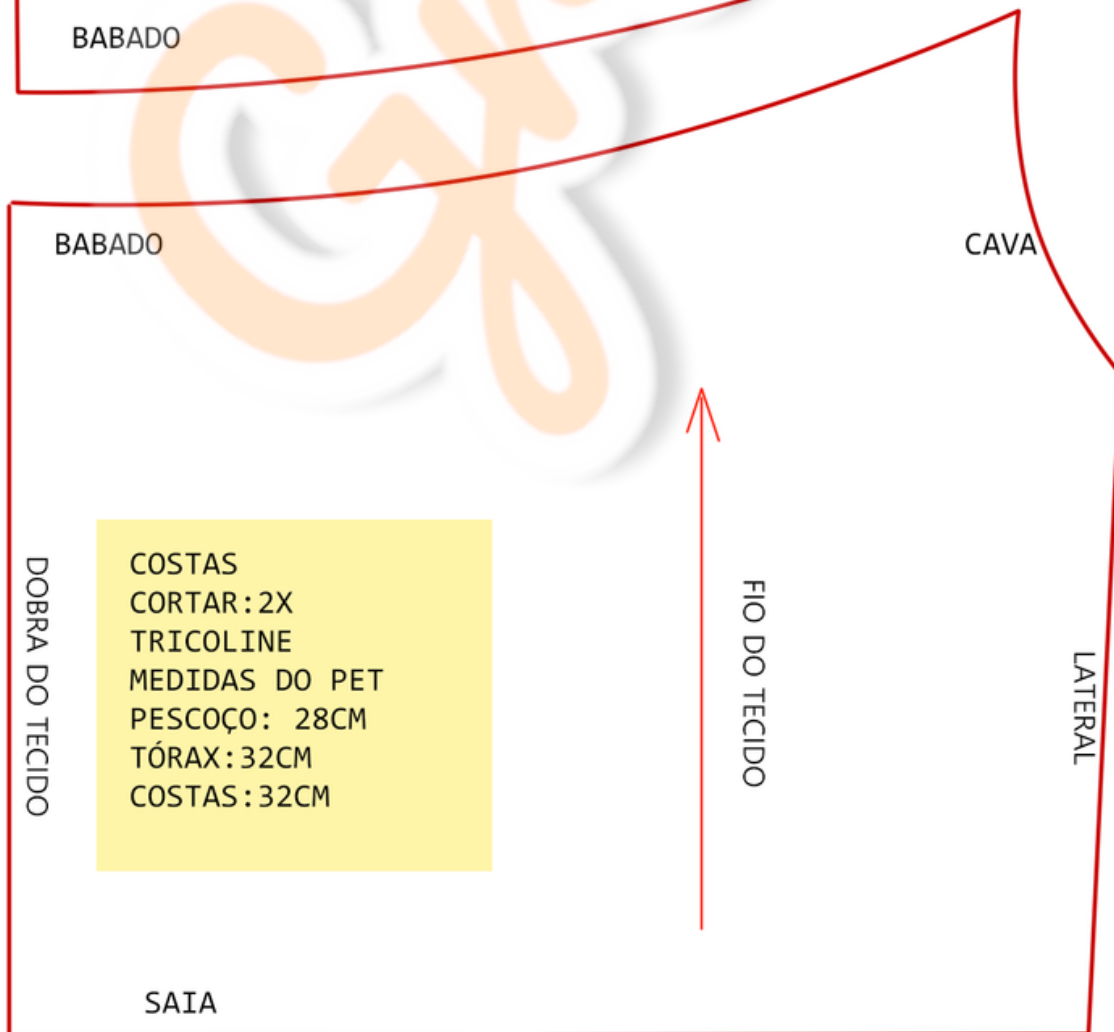 BABADO
BABADO
CAVA
COSTAS
CORTAR:2X
TRICOLINE
MEDIDAS DO PET
PESCOÇO: 28CM
TÓRAX:32CM
COSTAS:32CM
DOBRA DO TECIDO
FIO DO TECIDO
LATERAL
SAIA